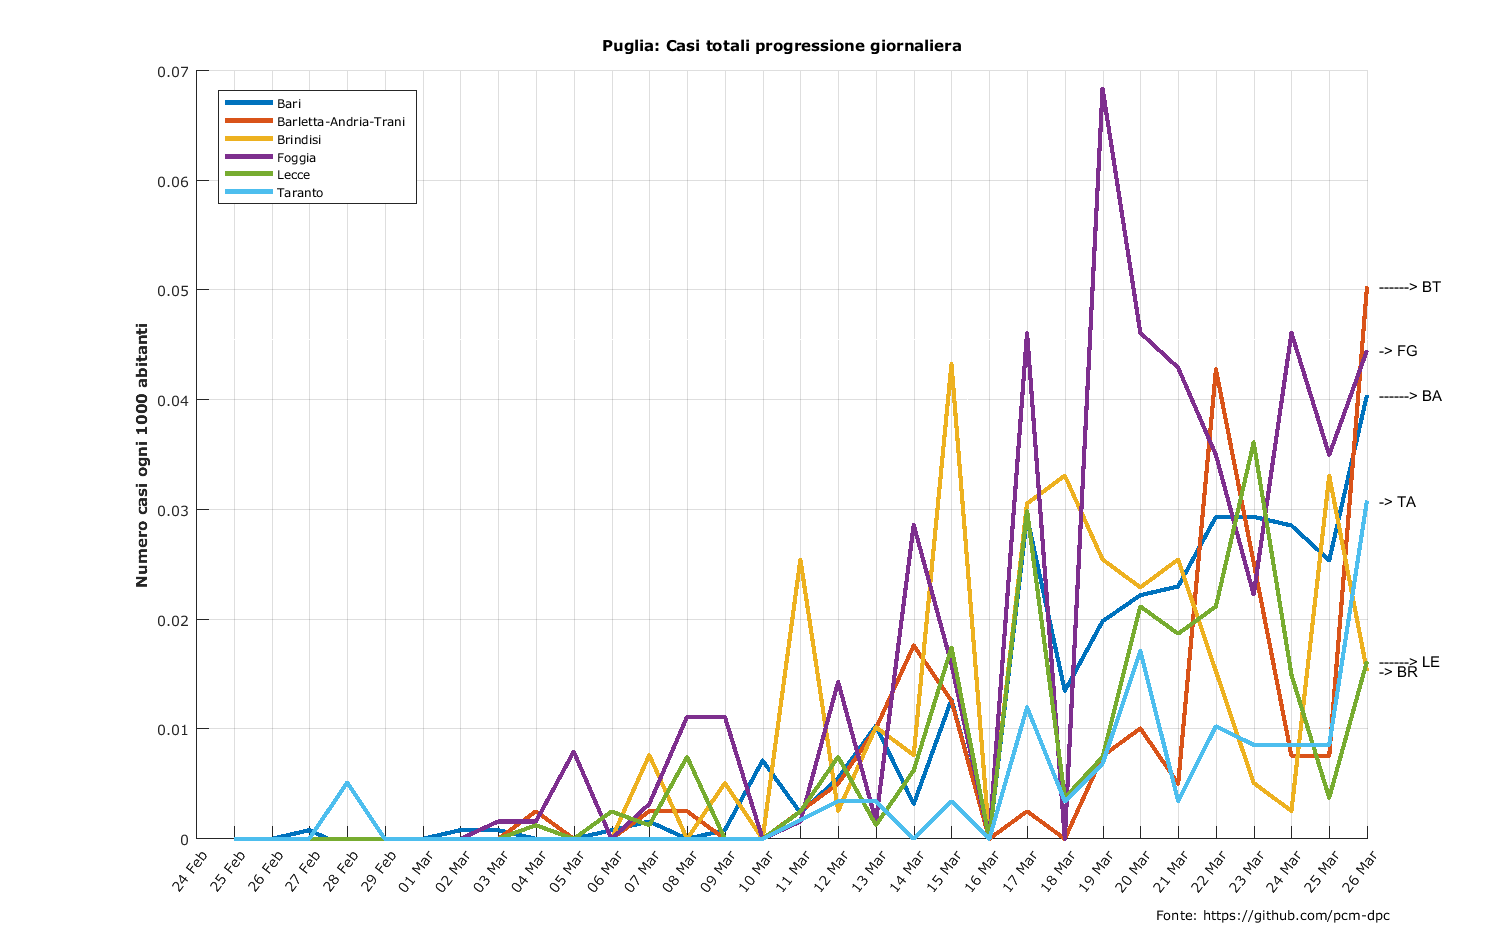 Puglia: Casi totali progressione giornaliera
Numero casi ogni 1000 abitanti
0.07
0.06
0.05
0.04
0.03
0.02
0.01
0
Bari
Barletta-Andria-Trani
Brindisi
Foggia
Lecce
Taranto
------> BT
-> FG
------> BA
-> TA
------> LE
-> BR
24 Feb
25 Feb
26 Feb
27 Feb
28 Feb
29 Feb
01 Mar
02 Mar
03 Mar
04 Mar
05 Mar
06 Mar
07 Mar
08 Mar
09 Mar
10 Mar
11 Mar
12 Mar
13 Mar
14 Mar
15 Mar
16 Mar
17 Mar
18 Mar
19 Mar
20 Mar
21 Mar
22 Mar
23 Mar
24 Mar
25 Mar
26 Mar
Fonte: https://github.com/pcm-dpc